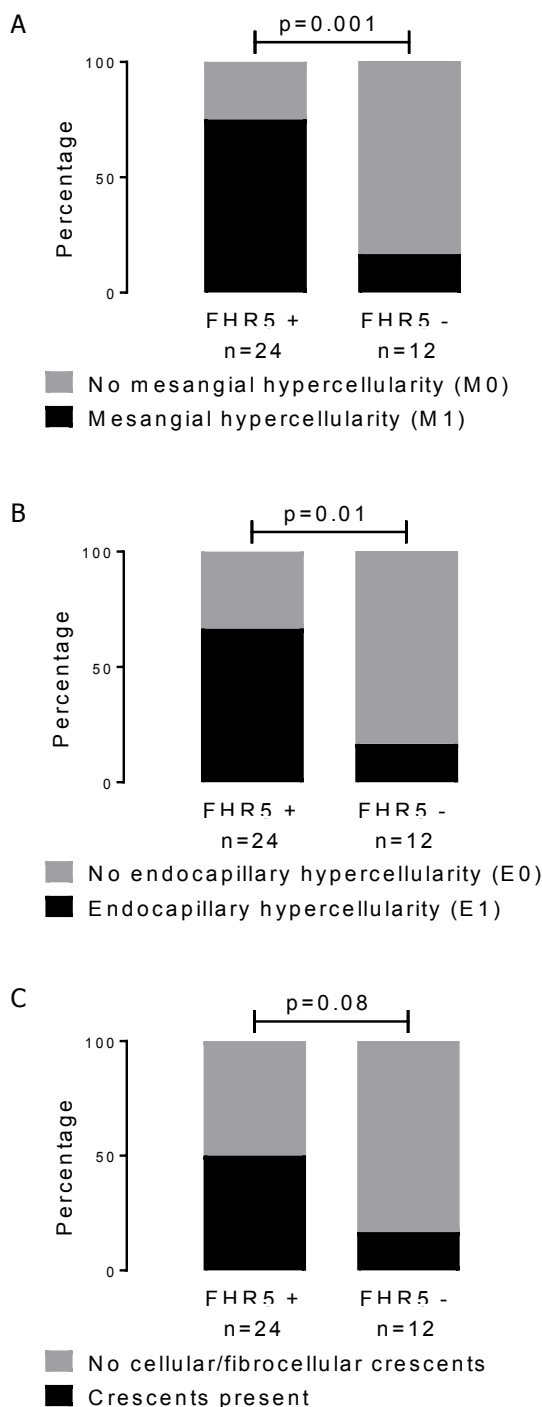 A
p=0.001
100
Percentage
50
0
FHR5 + FHR5 -
n=24 n=12
No mesangial hypercellularity (M0)
Mesangial hypercellularity (M1)
B
p=0.01
100
Percentage
50
0
FHR5 + FHR5 -
n=24 n=12
No endocapillary hypercellularity (E0)
Endocapillary hypercellularity (E1)
C
p=0.08
100
Percentage
50
0
FHR5 + FHR5 -
n=24 n=12
No cellular/fibrocellular crescents
Crescents present